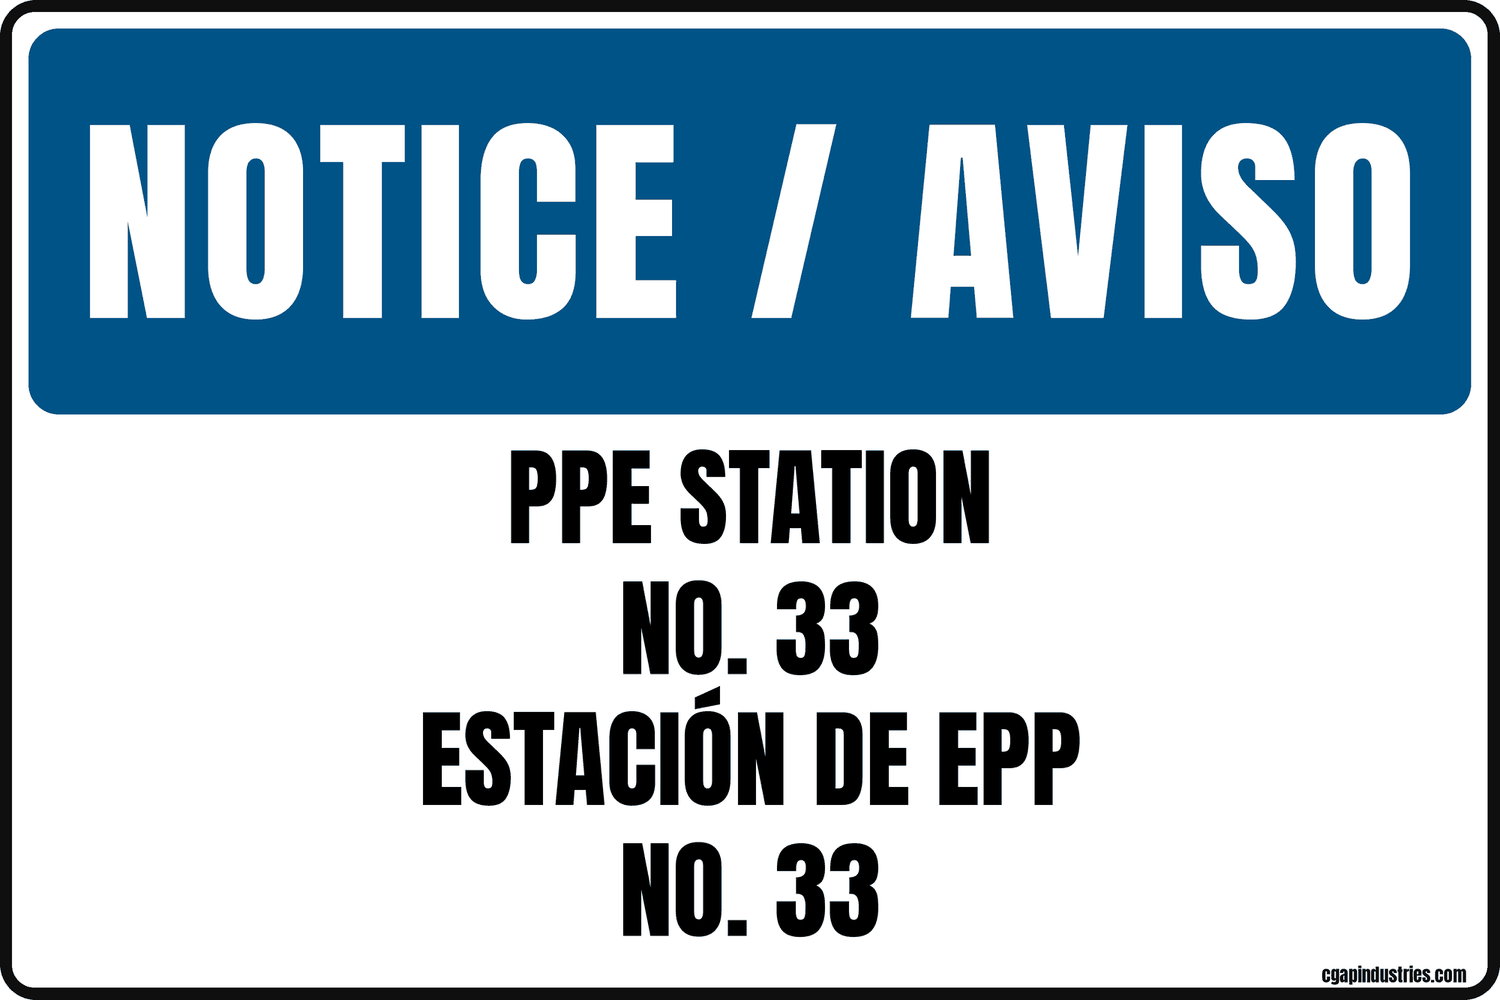 NOTICE / AVISO
PPE STATION
NO. 33
ESTACIÓN DE EPP
NO. 33
cgapindustries.com